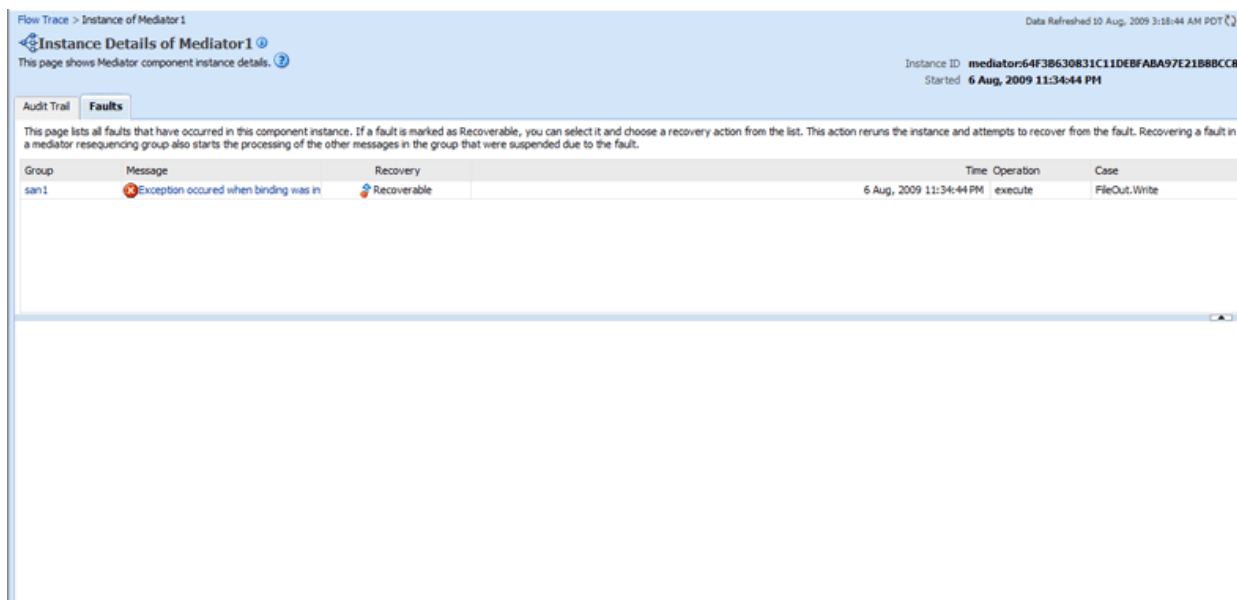 Flow Trace > Instance of Mediator1
Data Refreshed 10 Aug, 2009 3:18:44 AM PDT
Instance Details of Mediator1
This page shows Mediator component instance details.
Instance ID mediator:64F3B630831C11DEBFABA97E21B8BCC8
Started 6 Aug, 2009 11:34:44 PM
Audit Trail Faults
This page lists all faults that have occurred in this component instance. If a fault is marked as Recoverable, you can select it and choose a recovery action from the list. This action reruns the instance and attempts to recover from the fault. Recovering a fault in
a mediator resequencing group also starts the processing of the other messages in the group that were suspended due to the fault.
Group Message Recovery Time Operation Case
san1 Exception occured when binding was in Recoverable 6 Aug, 2009 11:34:44 PM execute FileOut.Write